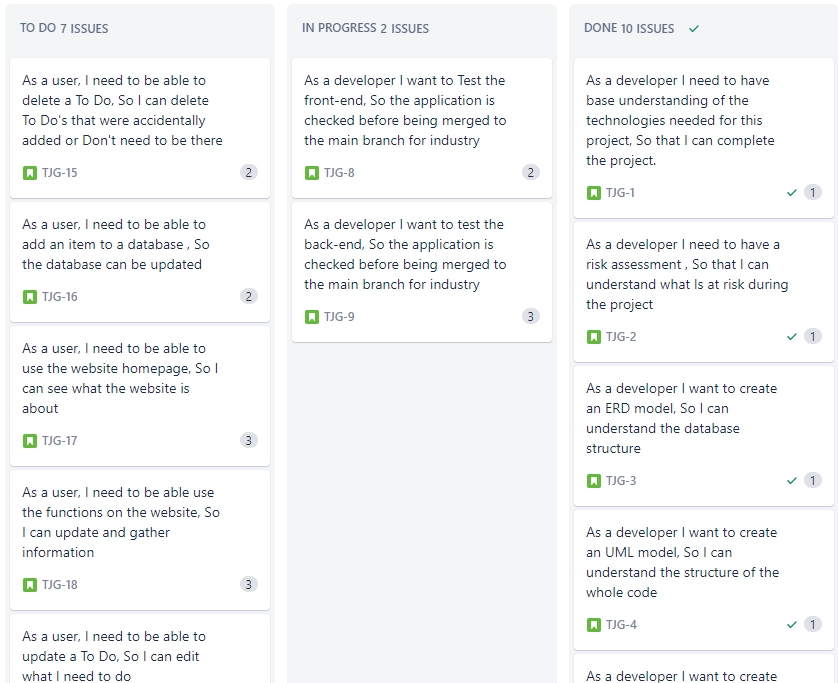 TO DO 7 ISSUES
As a user, I need to be able to
delete a To Do, So I can delete
To Do's that were accidentally
added or Don't need to be there
TJG-15
2
As a user, I need to be able to
add an item to a database , So
the database can be updated
TJG-16
2
As a user, I need to be able to
use the website homepage, So I
can see what the website is
about
TJG-17
3
As a user, I need to be able use
the functions on the website, So
I can update and gather
information
TJG-18
3
As a user, I need to be able to
update a To Do, So I can edit
what I need to do
IN PROGRESS 2 ISSUES
As a developer I want to Test the
front-end, So the application is
checked before being merged to
the main branch for industry
TJG-8
2
As a developer I want to test the
back-end, So the application is
checked before being merged to
the main branch for industry
TJG-9
3
DONE 10 ISSUES
As a developer I need to have
base understanding of the
technologies needed for this
project, So that I can complete
the project.
TJG-1
1
As a developer I need to have a
risk assessment , So that I can
understand what Is at risk during
the project
TJG-2
1
As a developer I want to create
an ERD model, So I can
understand the database
structure
TJG-3
1
As a developer I want to create
an UML model, So I can
understand the structure of the
whole code
TJG-4
1
As a developer I want to create